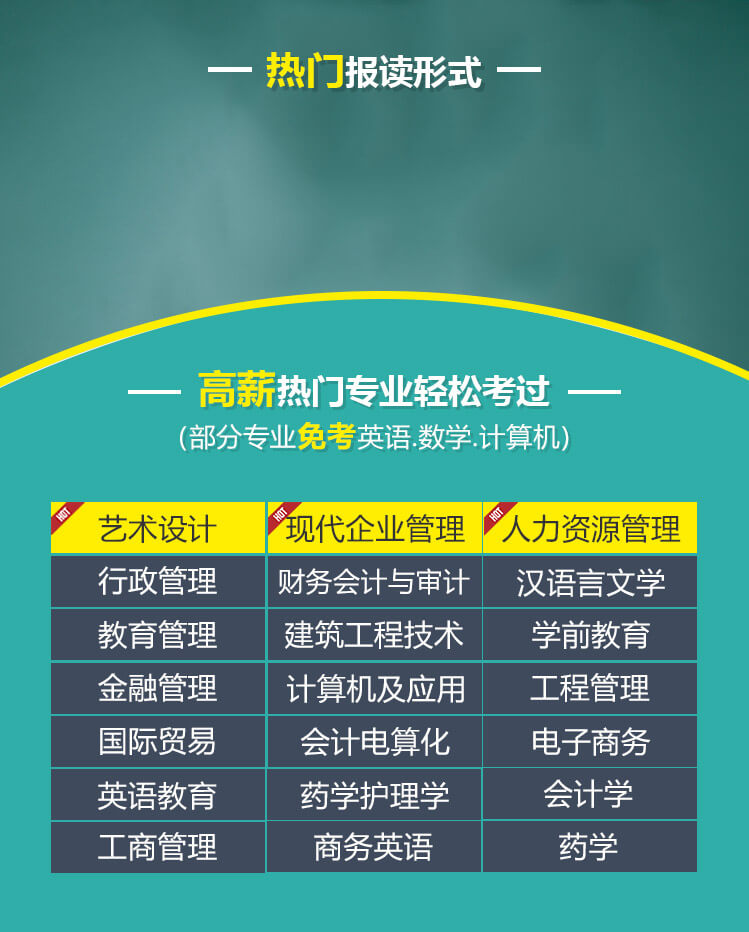 热门报读形式
高薪热门专业轻松考过
(部分专业免考英语.数学.计算机)
HOT 艺术设计 HOT 现代企业管理 HOT 人力资源管理
行政管理 财务会计与审计 汉语言文学
教育管理 建筑工程技术 学前教育
金融管理 计算机及应用 工程管理
国际贸易 会计电算化 电子商务
英语教育 药学护理学 会计学
工商管理 商务英语 药学